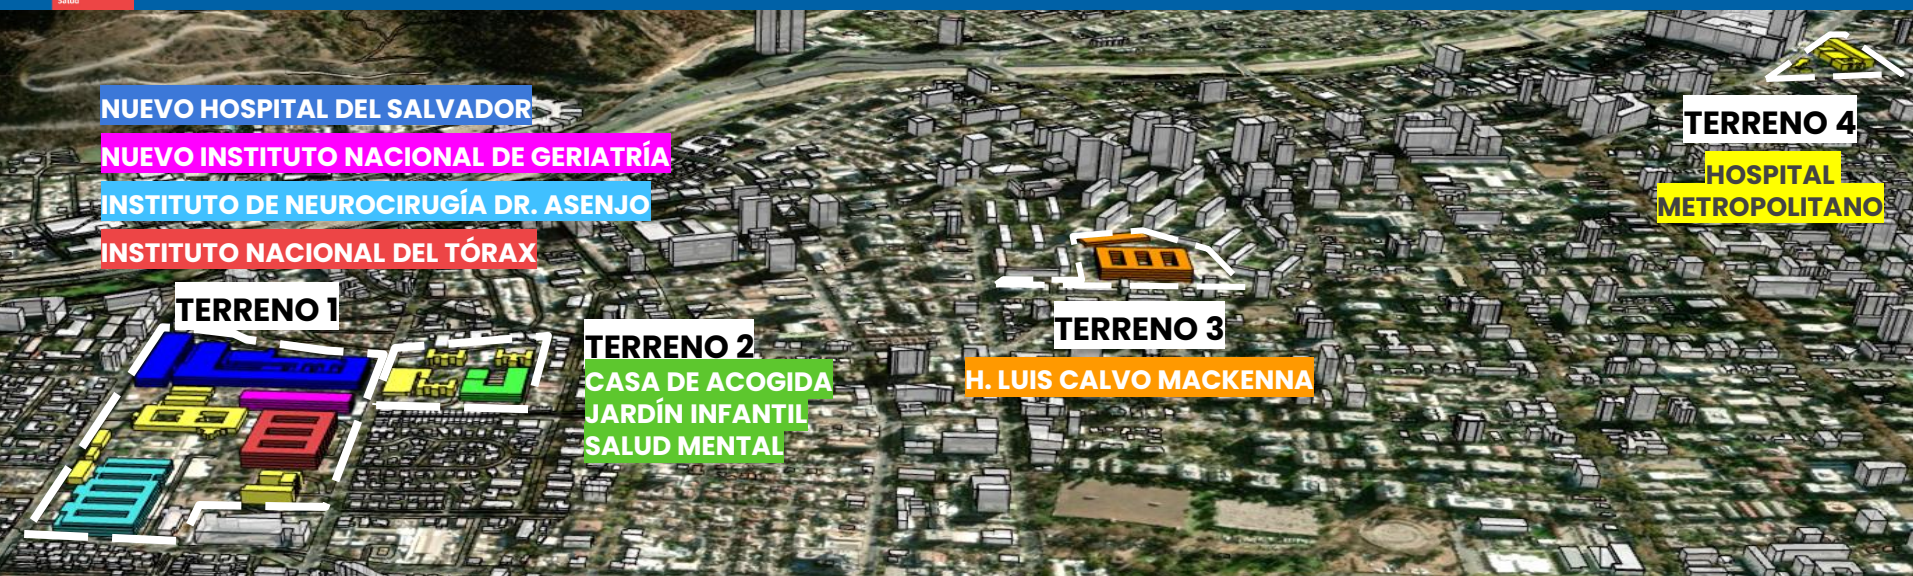 Salud
NUEVO HOSPITAL DEL SALVADOR
NUEVO INSTITUTO NACIONAL DE GERIATRÍA
INSTITUTO DE NEUROCIRUGÍA DR. ASENJO
INSTITUTO NACIONAL DEL TÓRAX
TERRENO 1
TERRENO 2
CASA DE ACOGIDA
JARDÍN INFANTIL
SALUD MENTAL
TERRENO 3
H. LUIS CALVO MACKENNA
TERRENO 4
HOSPITAL
METROPOLITANO